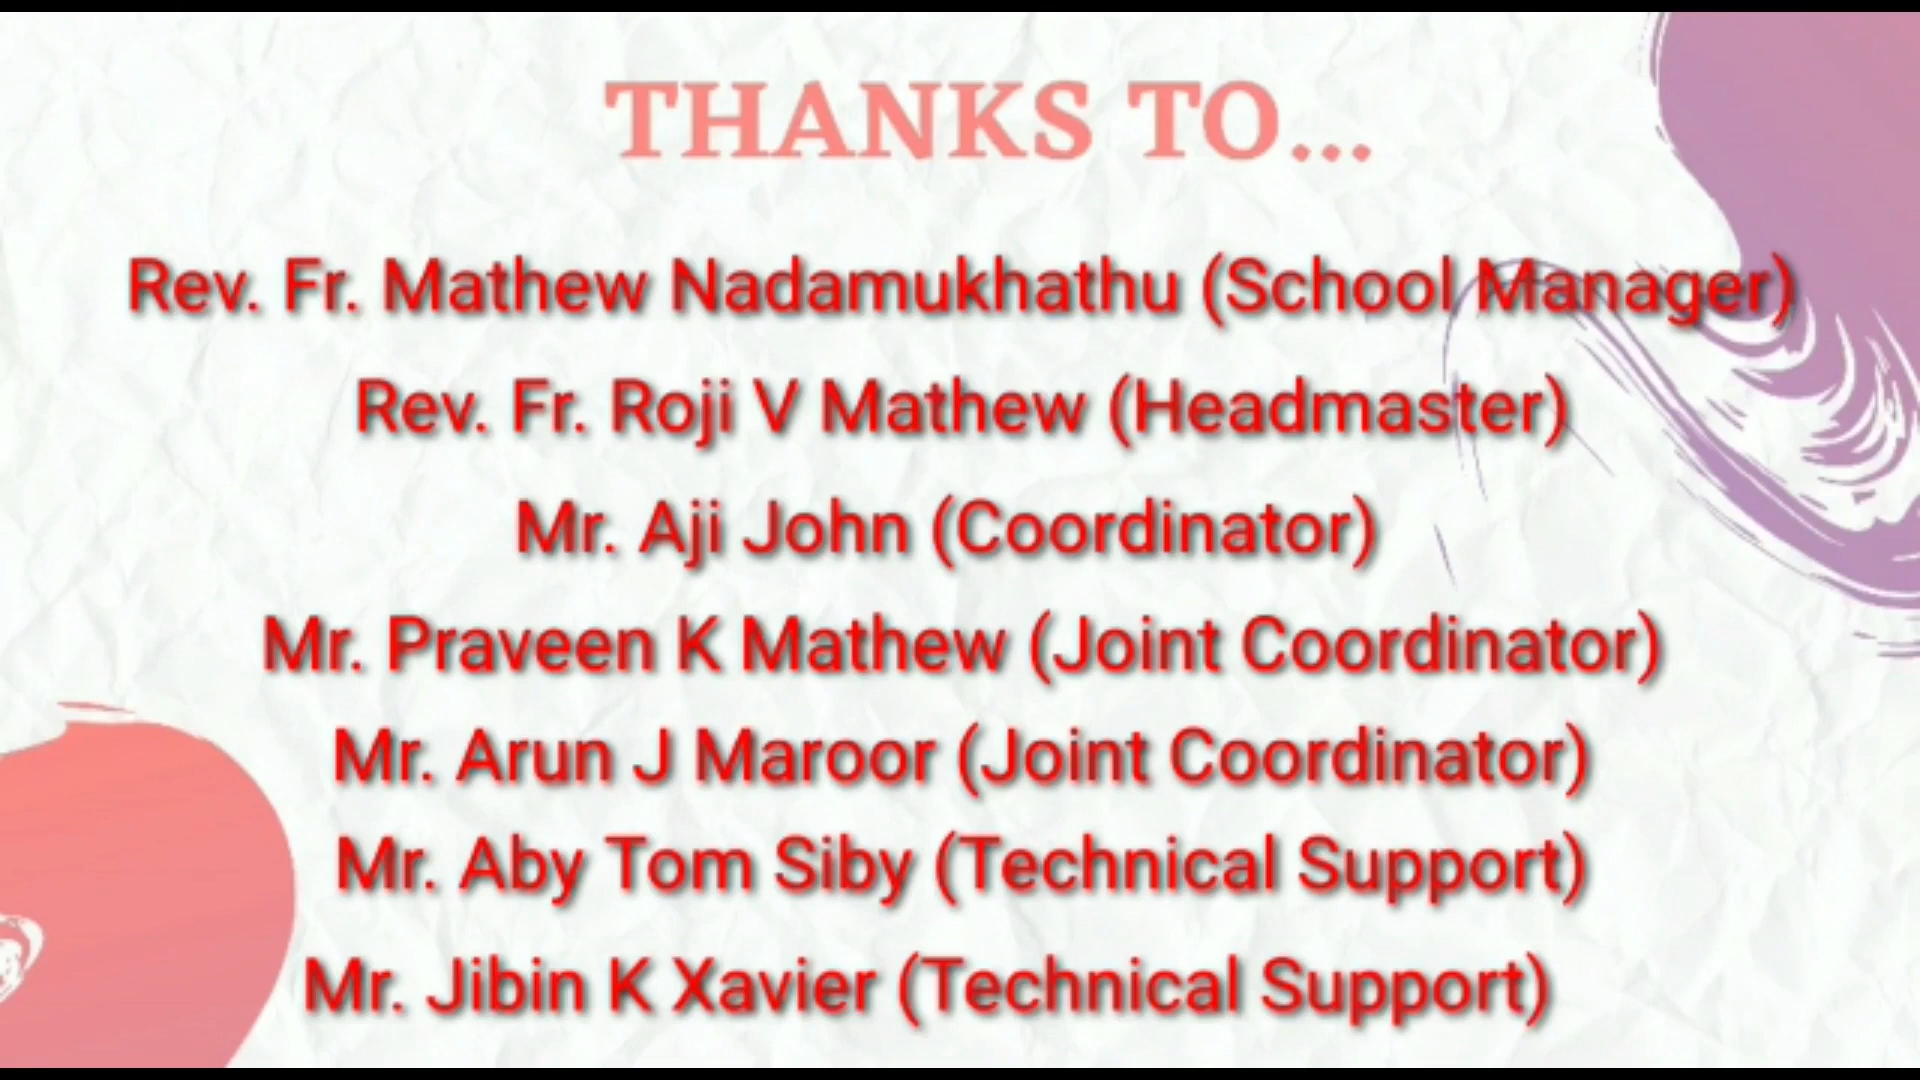 THANKS TO...
Rev. Fr. Mathew Nadamukhathu (School Manager)
Rev. Fr. Roji V Mathew (Headmaster)
Mr. Aji John (Coordinator)
Mr. Praveen K Mathew (Joint Coordinator)
Mr. Arun J Maroor (Joint Coordinator)
Mr. Aby Tom Siby (Technical Support)
Mr. Jibin K Xavier (Technical Support)